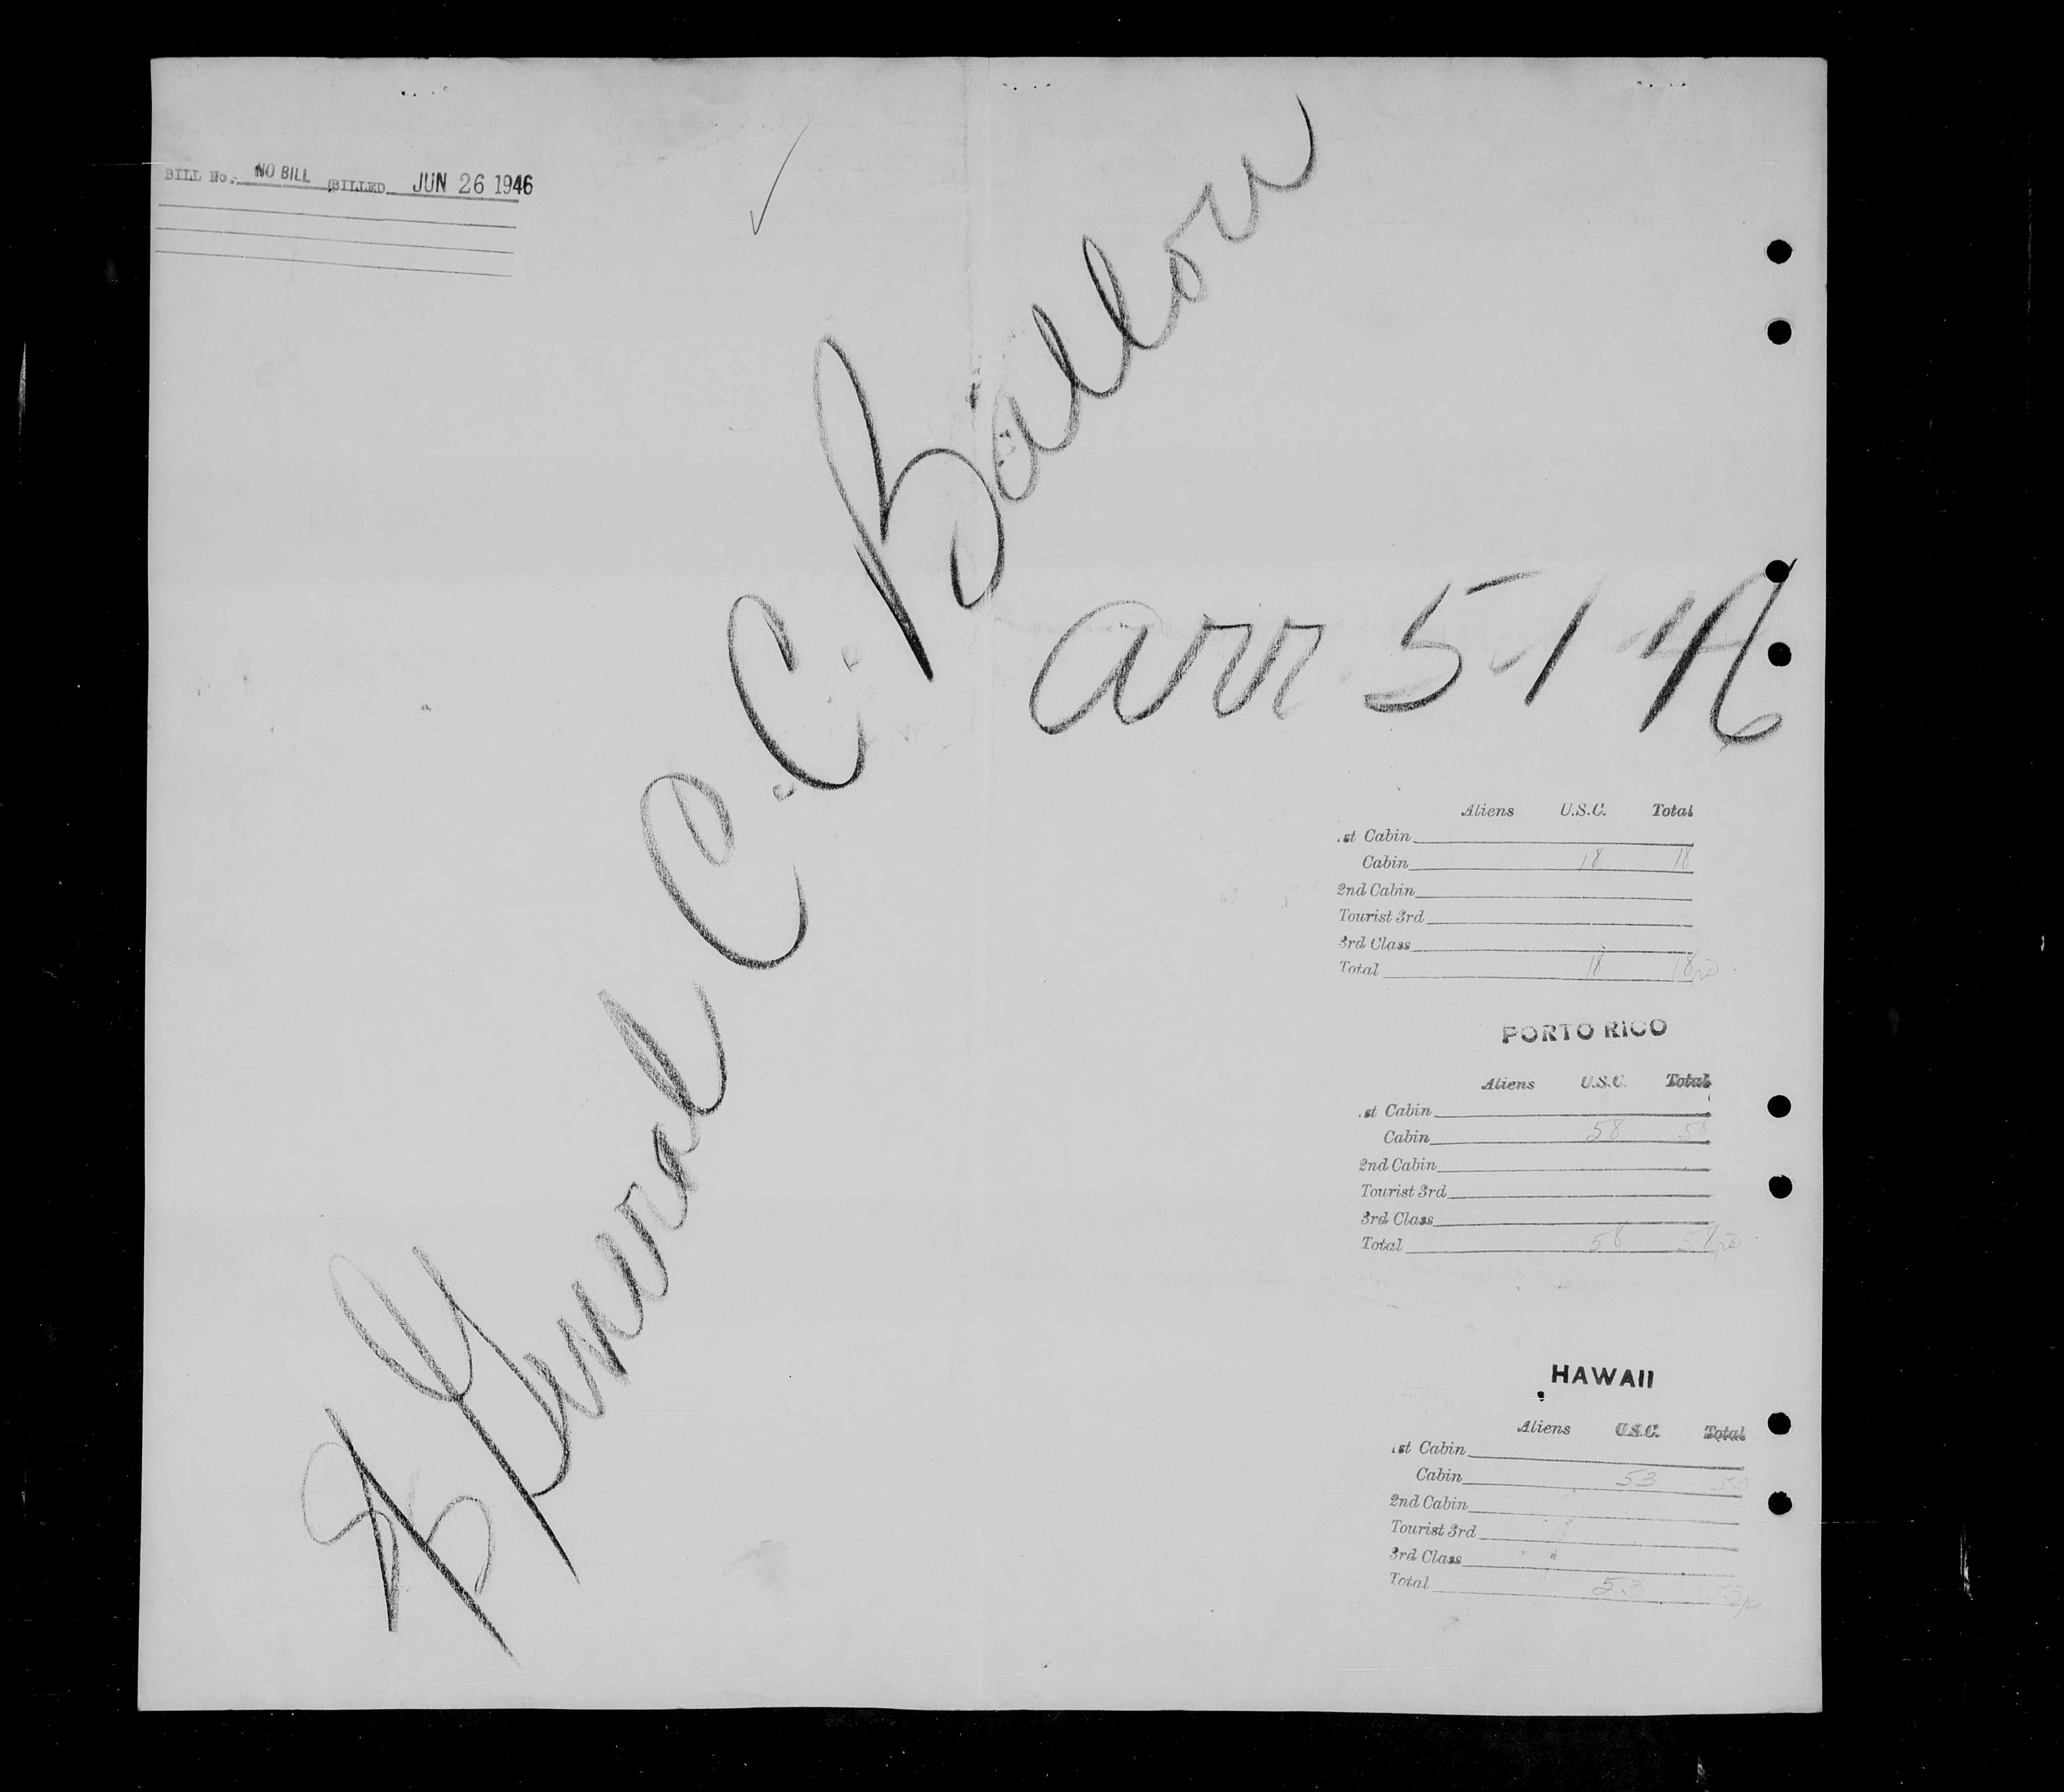 BILL No. NO BILL BILLED JUN 26 1946
SS General C. C. Ballou
arr 5-1 46
Aliens U.S.C. Total
1st Cabin
Cabin 18 18
2nd Cabin
Tourist 3rd
3rd Class
Total 18 18
PORTO RICO
Aliens U.S.C. Total
1st Cabin
Cabin 58 58
2nd Cabin
Tourist 3rd
3rd Class
Total 58 58
HAWAII
Aliens U.S.C. Total
1st Cabin
Cabin 53 53
2nd Cabin
Tourist 3rd
3rd Class
Total 53 53